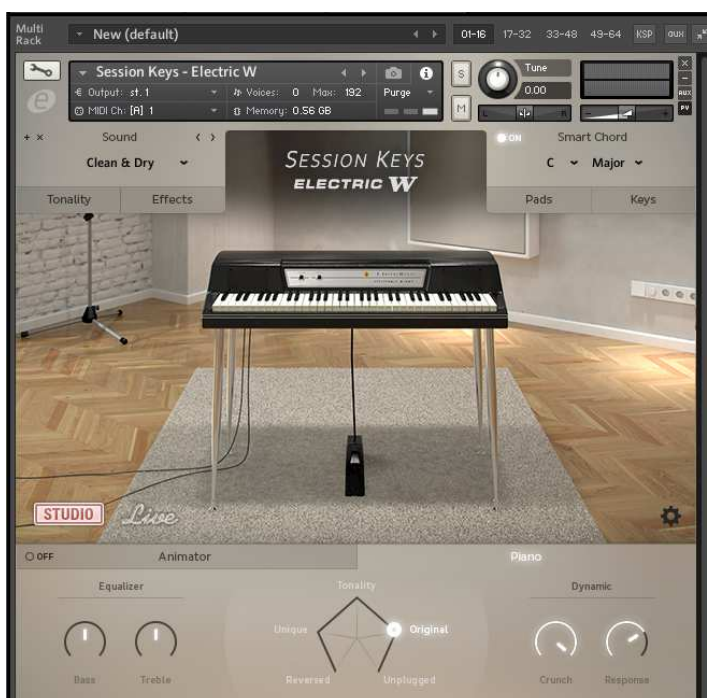 Multi Rack
New (default)
01-16 17-32 33-48 49-64 KSP aux
Session Keys - Electric W
Output: st. 1 Voices: 0 Max: 192 Purge
MIDI Ch: [A] 1 Memory: 0.56 GB
S
M
Tune
0.00
L R
AUX
PV
Sound
Clean & Dry
SESSION KEYS
ELECTRIC W
ON Smart Chord
C Major
Tonality Effects
Pads Keys
STUDIO Live
OFF Animator Piano
Equalizer
Bass Treble
Tonality
Unique Original
Reversed Unplugged
Dynamic
Crunch Response